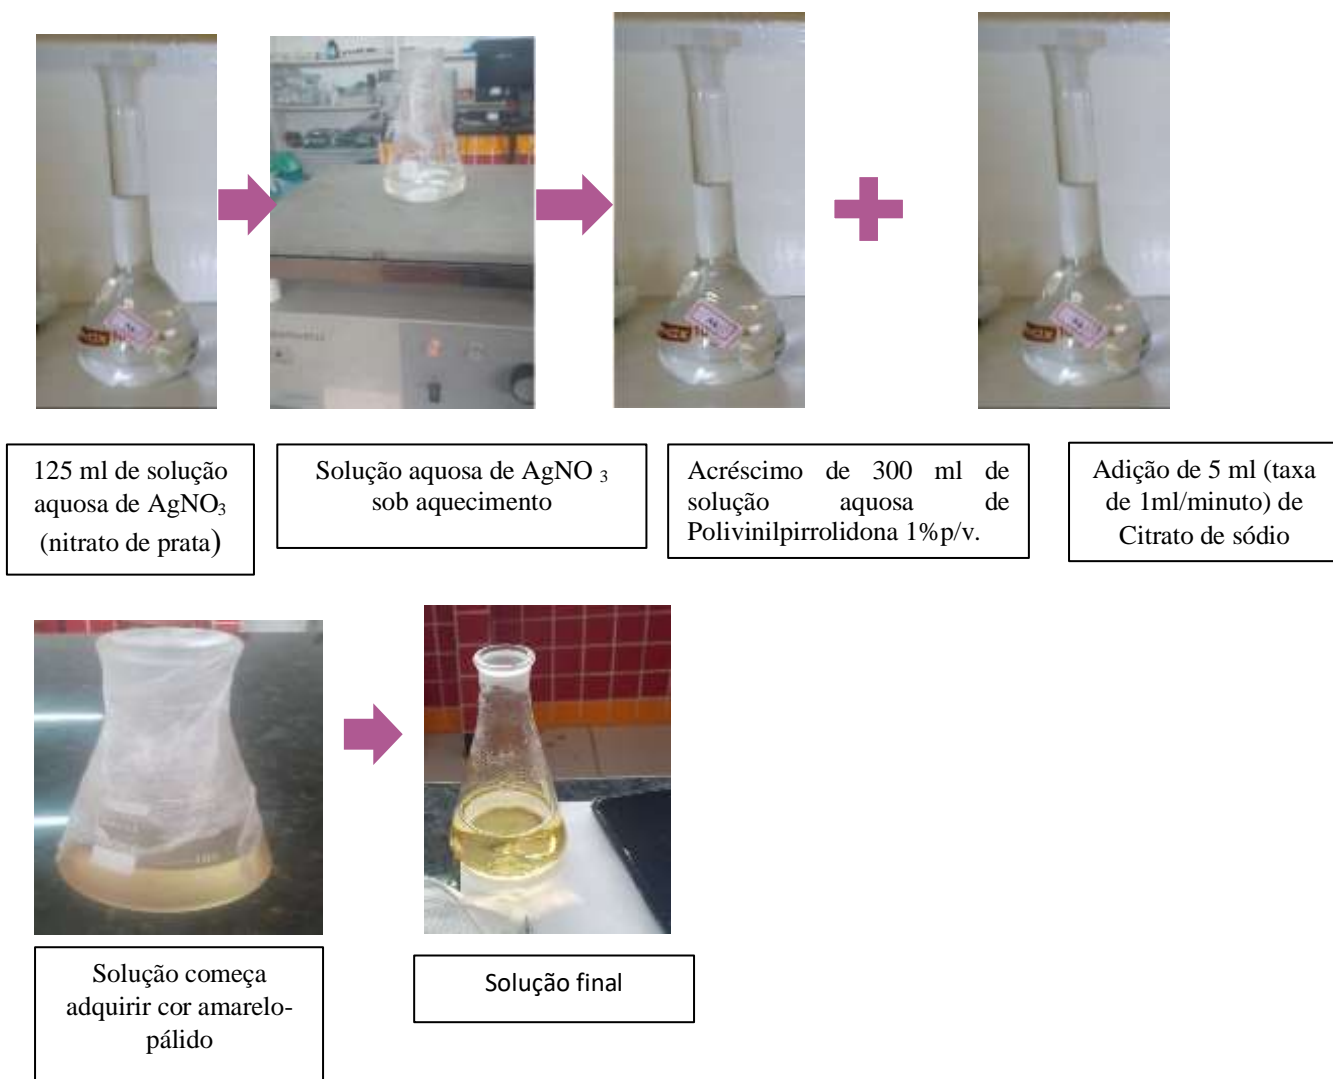 125 ml de solução
aquosa de AgNO3
(nitrato de prata)
Solução aquosa de AgNO 3
sob aquecimento
Acréscimo de 300 ml de
solução aquosa de
Polivinilpirrolidona 1%p/v.
Adição de 5 ml (taxa
de 1ml/minuto) de
Citrato de sódio
Solução começa
adquirir cor amarelo-
pálido
Solução final